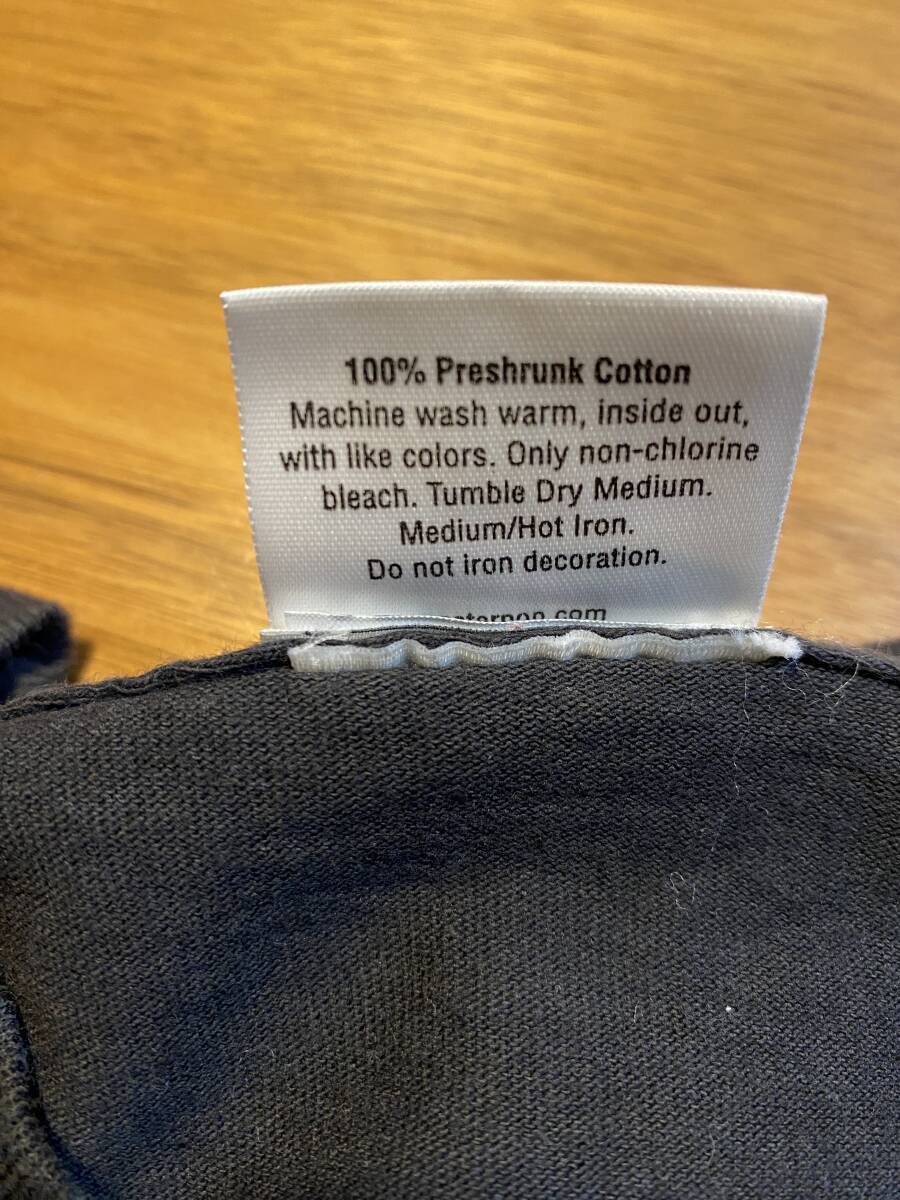 100% Preshrunk Cotton
Machine wash warm, inside out,
with like colors. Only non-chlorine
bleach. Tumble Dry Medium.
Medium/Hot Iron.
Do not iron decoration.